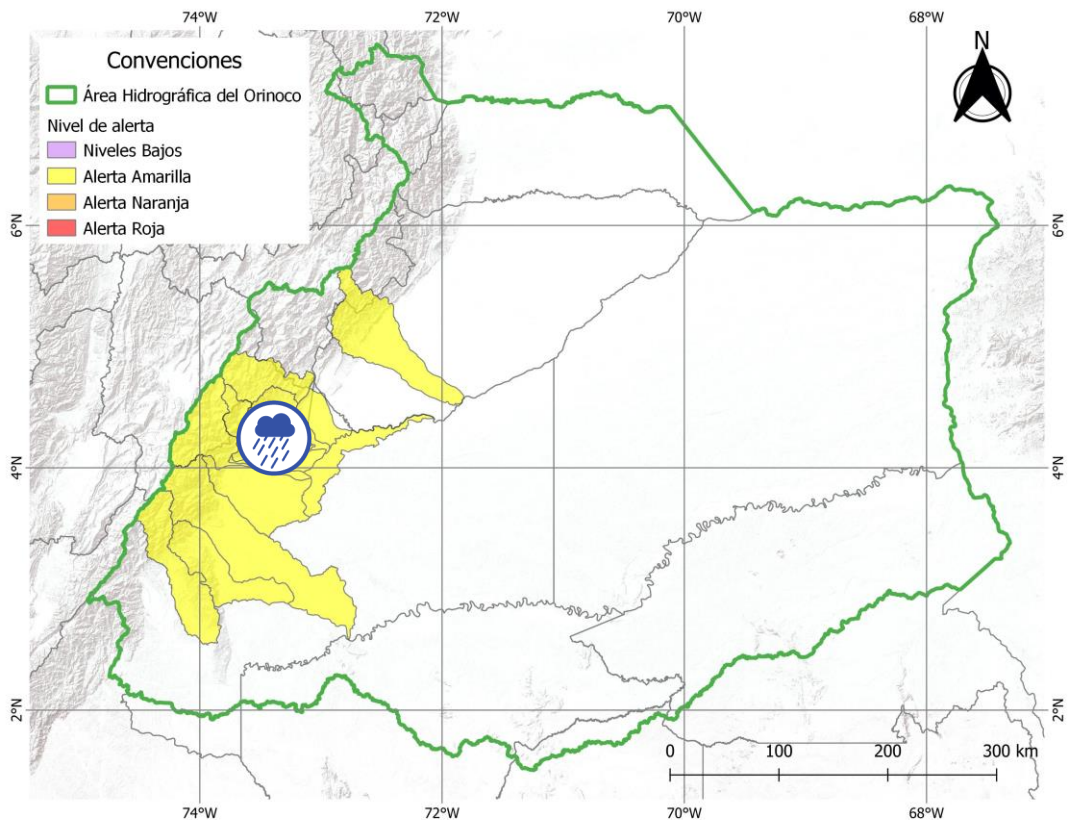 74°W 72°W 70°W 68°W
Convenciones
Área Hidrográfica del Orinoco
Nivel de alerta
Niveles Bajos
Alerta Amarilla
Alerta Naranja
Alerta Roja
N
6°N 6°N
4°N 4°N
2°N 2°N
0 100 200 300 km
74°W 72°W 70°W 68°W